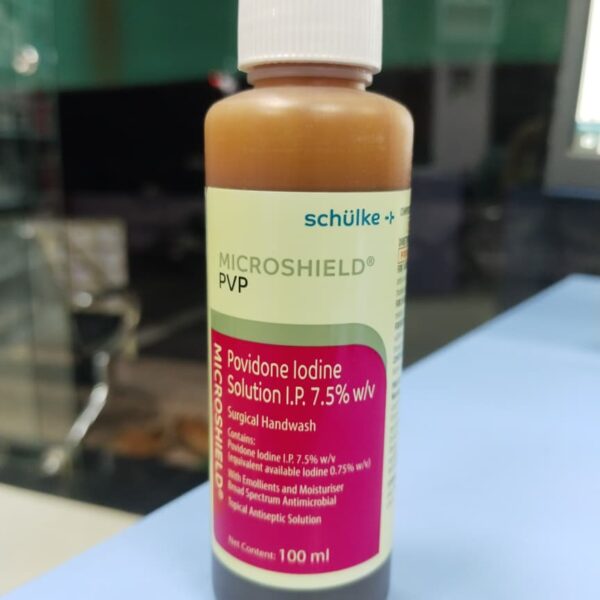 schülke -+
MICROSHIELD®
PVP
MICROSHIELD®
Povidone Iodine
Solution I.P. 7.5% w/v
Surgical Handwash
Contains:
Povidone Iodine I.P. 7.5% w/v
(equivalent available Iodine 0.75% w/v)
With Emollients and Moisturiser
Broad Spectrum Antimicrobial
Topical Antiseptic Solution
Net Content: 100 ml